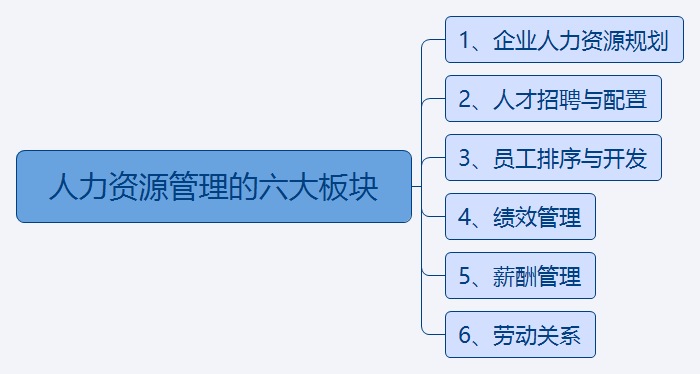 人力资源管理的六大板块
1、企业人力资源规划
2、人才招聘与配置
3、员工排序与开发
4、绩效管理
5、薪酬管理
6、劳动关系